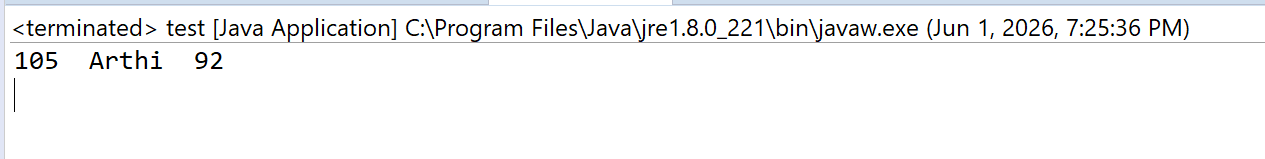 <terminated> test [Java Application] C:\Program Files\Java\jre1.8.0_221\bin\javaw.exe (Jun 1, 2026, 7:25:36 PM)
105  Arthi  92